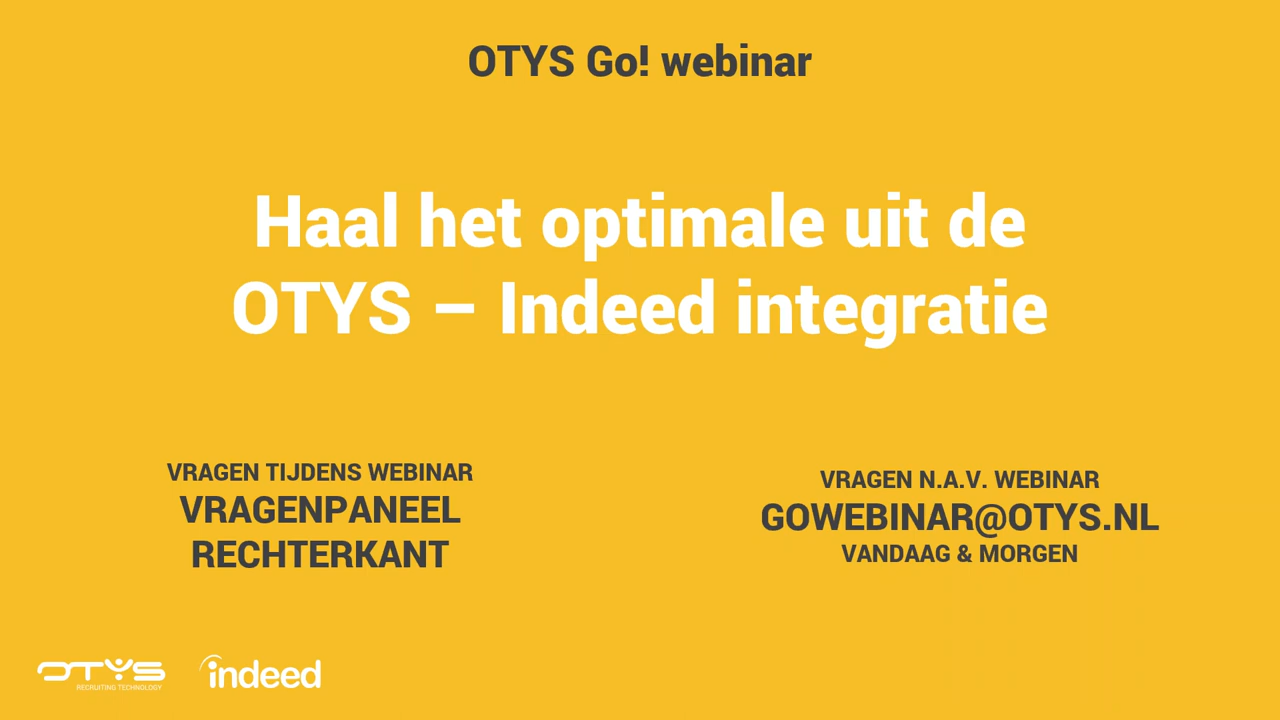 OTYS Go! webinar
Haal het optimale uit de
OTYS – Indeed integratie
VRAGEN TIJDENS WEBINAR
VRAGENPANEEL
RECHTERKANT
VRAGEN N.A.V. WEBINAR
GOWEBINAR@OTYS.NL
VANDAAG & MORGEN
OTYS
RECRUITING TECHNOLOGY
indeed